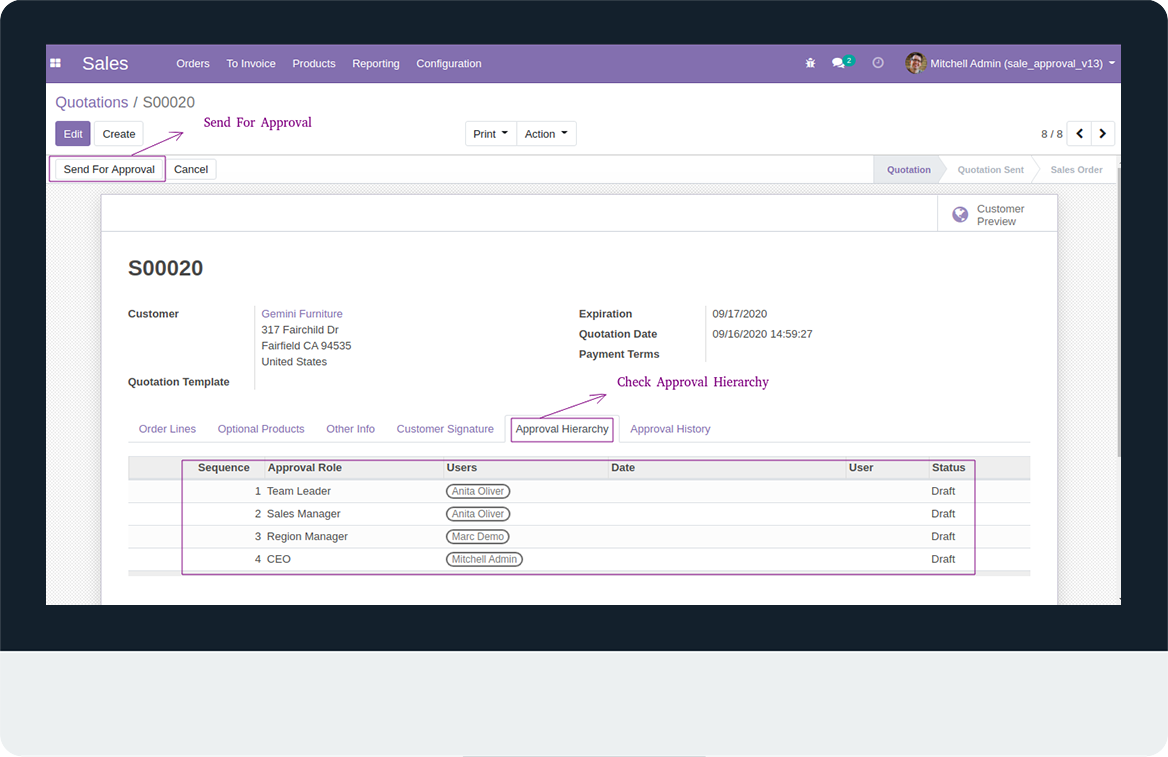 Sales Orders To Invoice Products Reporting Configuration 2 Mitchell Admin (sale_approval_v13)
Quotations / S00020
Send For Approval
Edit Create Print Action 8 / 8
Send For Approval Cancel Quotation Quotation Sent Sales Order
Customer
Preview
S00020
Customer Gemini Furniture Expiration 09/17/2020
317 Fairchild Dr Quotation Date 09/16/2020 14:59:27
Fairfield CA 94535 Payment Terms
United States
Quotation Template Check Approval Hierarchy
Order Lines Optional Products Other Info Customer Signature Approval Hierarchy Approval History
Sequence Approval Role Users Date User Status
1 Team Leader Anita Oliver Draft
2 Sales Manager Anita Oliver Draft
3 Region Manager Marc Demo Draft
4 CEO Mitchell Admin Draft